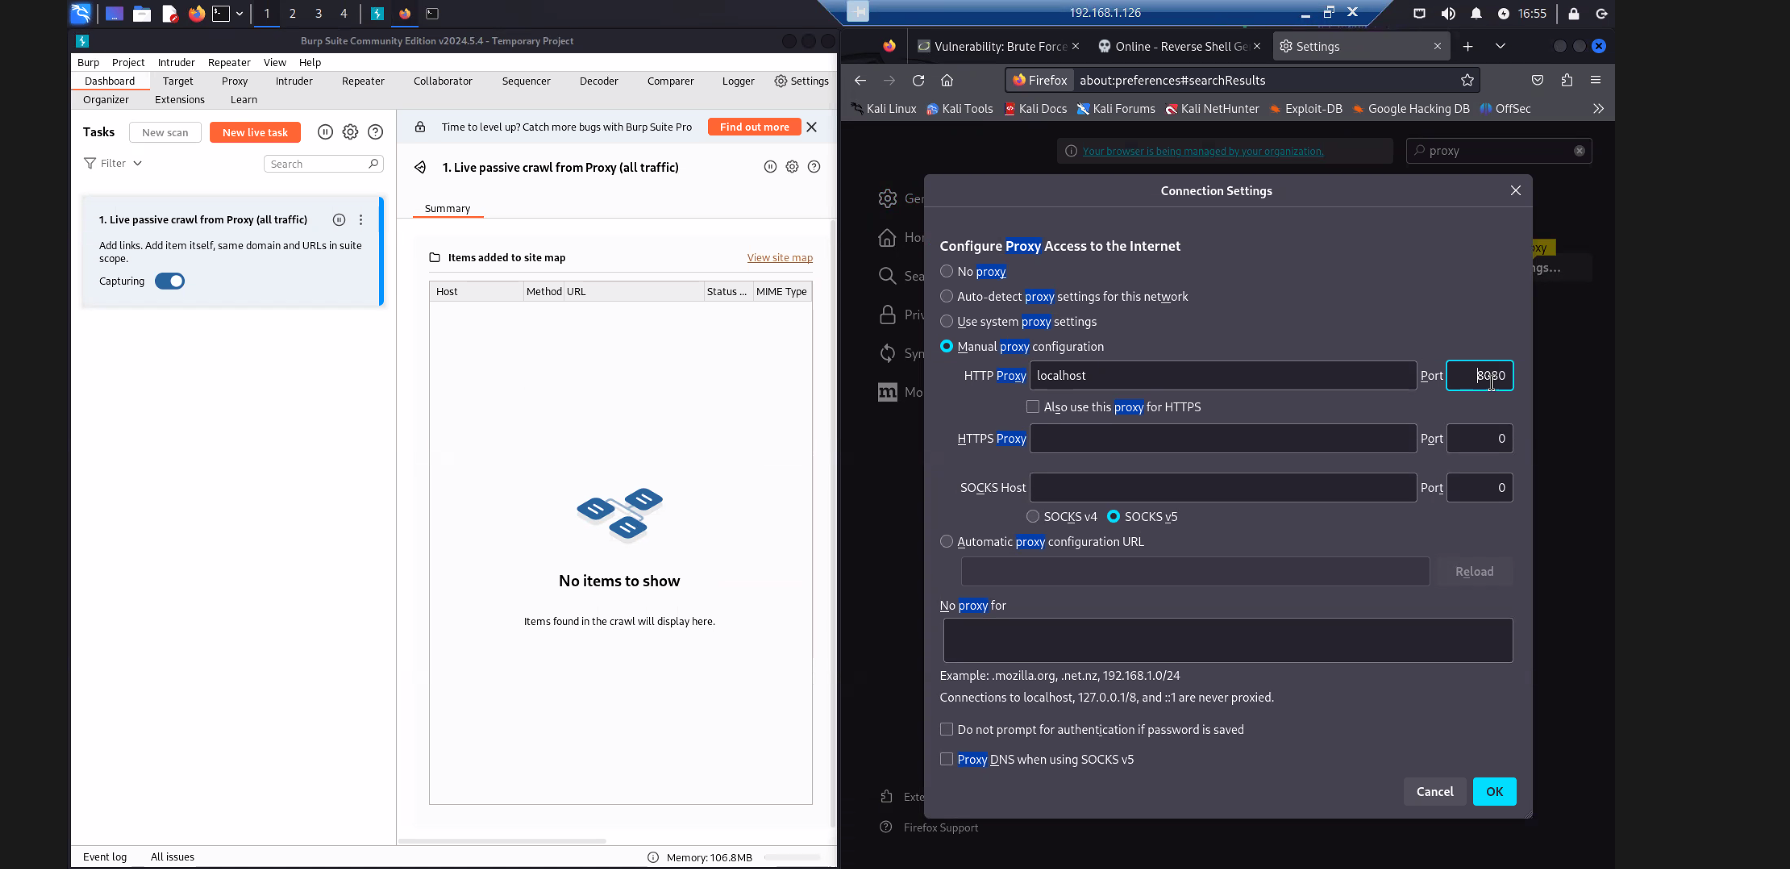 1 2 3 4
192.168.1.126
16:55
Burp Suite Community Edition v2024.5.4 - Temporary Project
Burp Project Intruder Repeater View Help
Dashboard Target Proxy Intruder Repeater Collaborator Sequencer Decoder Comparer Logger Settings
Organizer Extensions Learn
Tasks New scan New live task
Filter Search
1. Live passive crawl from Proxy (all traffic)
Add links. Add item itself, same domain and URLs in suite
scope.
Capturing
Time to level up? Catch more bugs with Burp Suite Pro Find out more
1. Live passive crawl from Proxy (all traffic)
Summary
Items added to site map View site map
Host Method URL Status ... MIME Type
No items to show
Items found in the crawl will display here.
Event log All issues Memory: 106.8MB
Vulnerability: Brute Force Online - Reverse Shell Ge Settings
Firefox about:preferences#searchResults
Kali Linux Kali Tools Kali Docs Kali Forums Kali NetHunter Exploit-DB Google Hacking DB OffSec
Your browser is being managed by your organization. proxy
Connection Settings
Configure Proxy Access to the Internet
No proxy
Auto-detect proxy settings for this network
Use system proxy settings
Manual proxy configuration
HTTP Proxy localhost Port 8080
Also use this proxy for HTTPS
HTTPS Proxy Port 0
SOCKS Host Port 0
SOCKS v4 SOCKS v5
Automatic proxy configuration URL
Reload
No proxy for
Example: .mozilla.org, .net.nz, 192.168.1.0/24
Connections to localhost, 127.0.0.1/8, and ::1 are never proxied.
Do not prompt for authentication if password is saved
Proxy DNS when using SOCKS v5
Cancel OK
Firefox Support